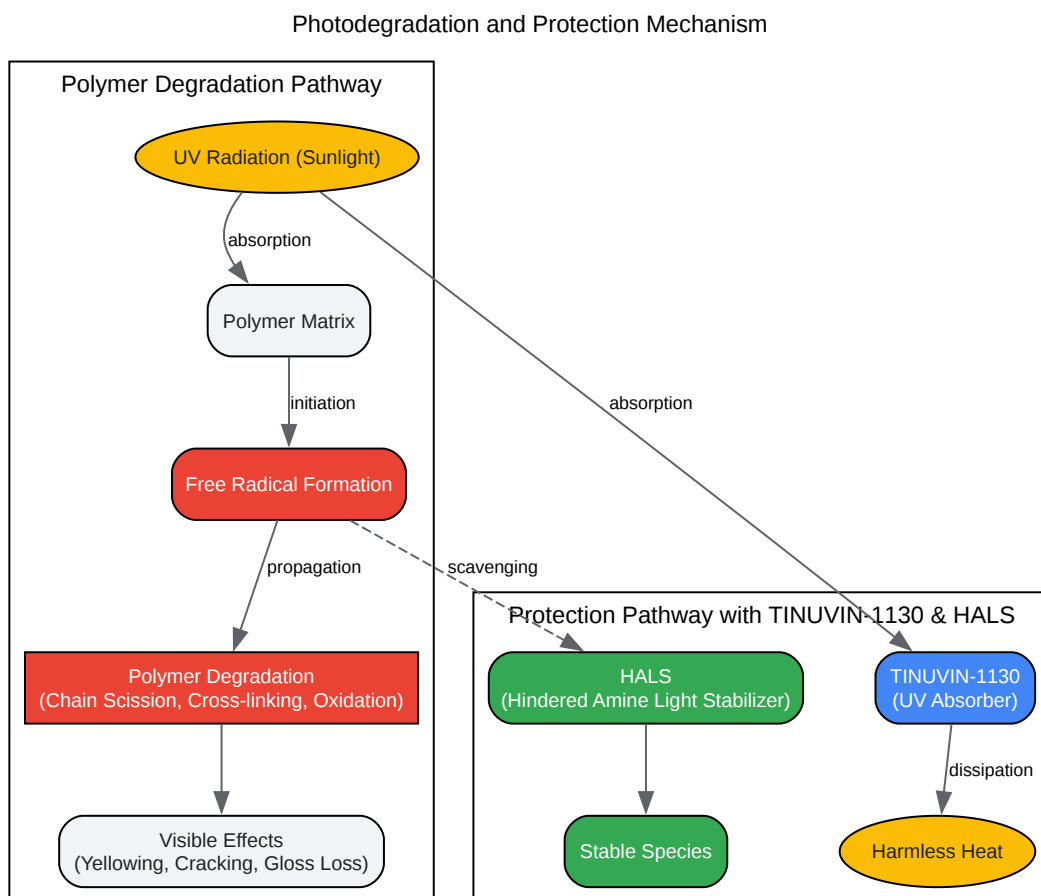 Photodegradation and Protection Mechanism
Polymer Degradation Pathway
UV Radiation (Sunlight)
absorption
Polymer Matrix
initiation
absorption
Free Radical Formation
propagation
scavenging
Protection Pathway with TINUVIN-1130 & HALS
Polymer Degradation
(Chain Scission, Cross-linking, Oxidation)
HALS
(Hindered Amine Light Stabilizer)
TINUVIN-1130
(UV Absorber)
dissipation
Visible Effects
(Yellowing, Cracking, Gloss Loss)
Stable Species
Harmless Heat